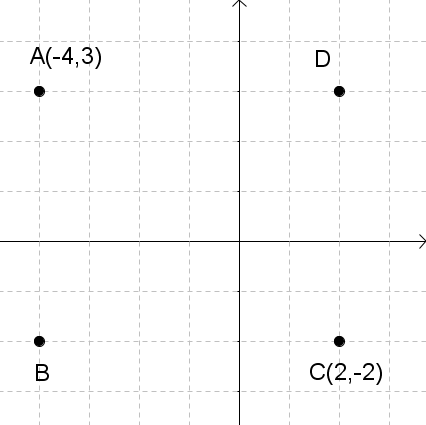 A(-4,3)
D
B
C(2,-2)